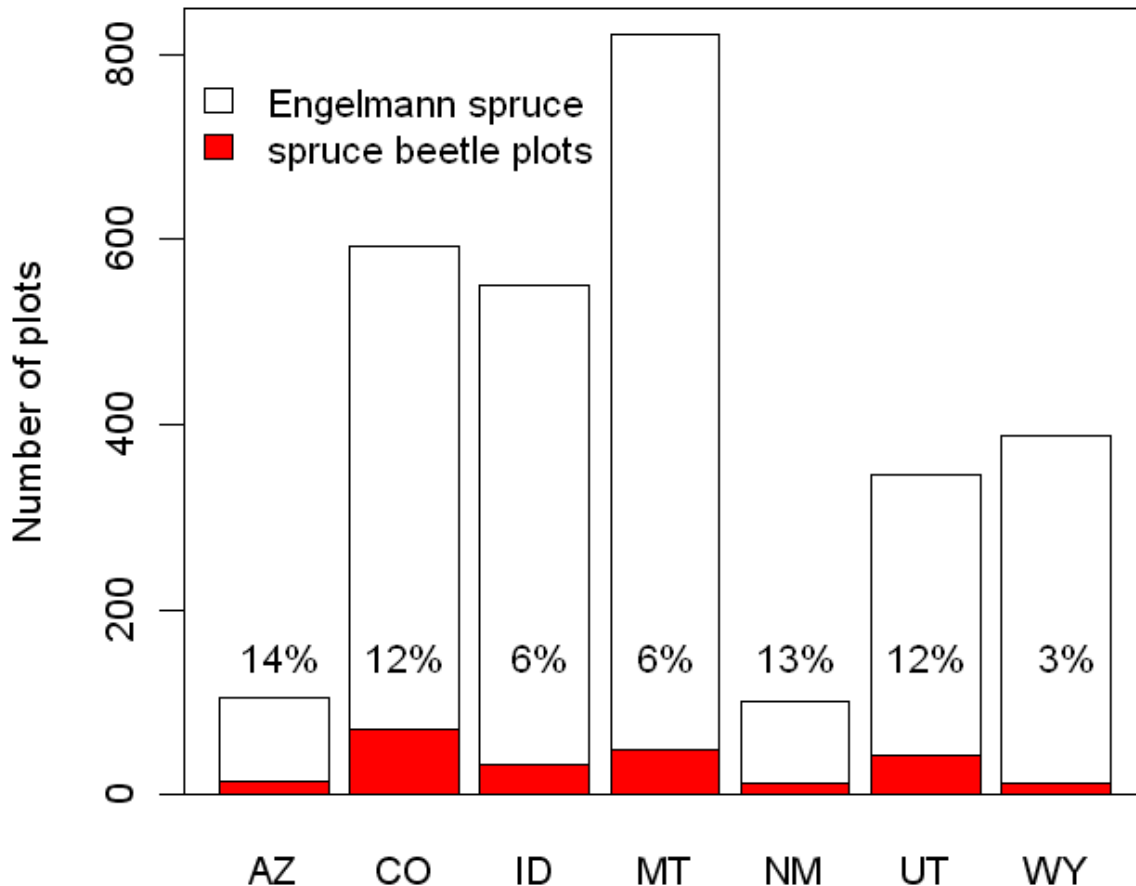 800
600
400
200
0
Number of plots
Engelmann spruce
spruce beetle plots
14% 12% 6% 6% 13% 12% 3%
AZ CO ID MT NM UT WY